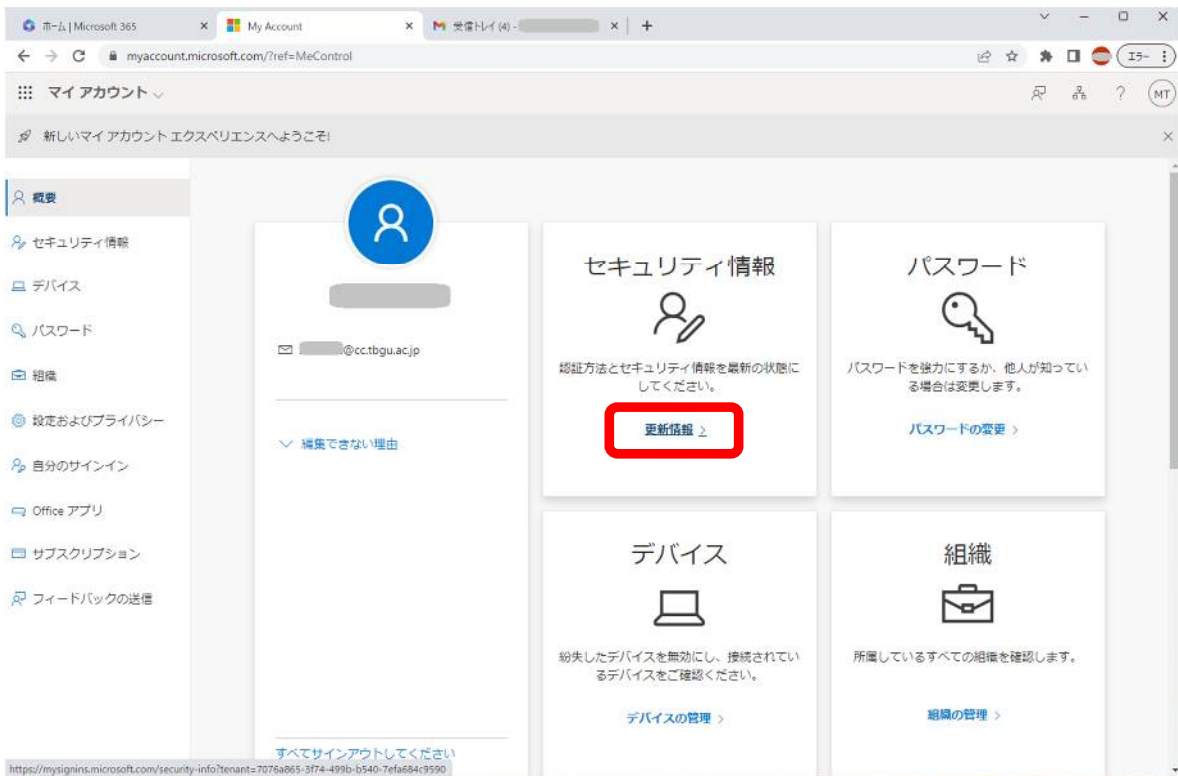 ホーム | Microsoft 365
My Account
受信トレイ (4) -
myaccount.microsoft.com/?ref=MeControl
エラー
マイ アカウント
?
MT
新しいマイ アカウント エクスペリエンスへようこそ!
概要
セキュリティ情報
デバイス
パスワード
組織
設定およびプライバシー
自分のサインイン
Office アプリ
サブスクリプション
フィードバックの送信
@cc.tbgu.ac.jp
編集できない理由
すべてサインアウトしてください
セキュリティ情報
認証方法とセキュリティ情報を最新の状態に
してください。
更新情報 >
パスワード
パスワードを強力にするか、他人が知ってい
る場合は変更します。
パスワードの変更 >
デバイス
紛失したデバイスを無効にし、接続されてい
るデバイスをご確認ください。
デバイスの管理 >
組織
所属しているすべての組織を確認します。
組織の管理 >
https://mysignins.microsoft.com/security-info?tenant=7076a865-3f74-499b-b540-7efa684c9590